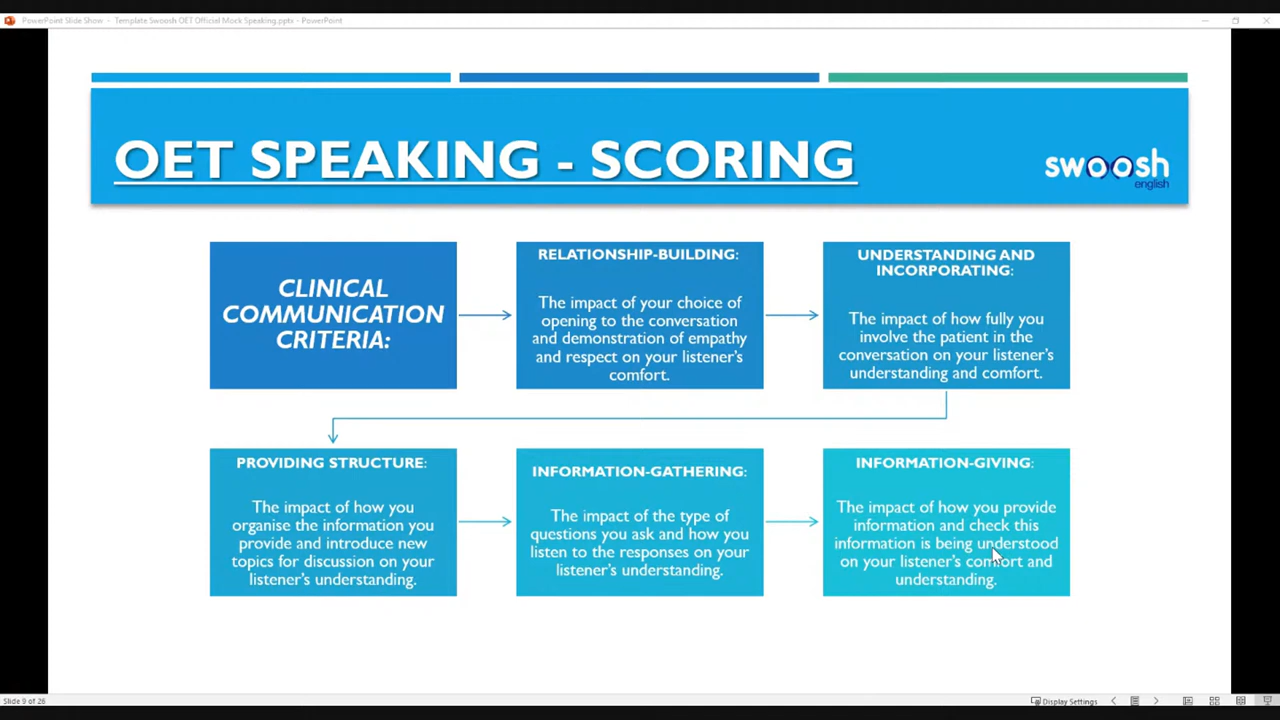 PowerPoint Slide Show - Template Swoosh OET Official Mock Speaking.pptx - PowerPoint
OET SPEAKING - SCORING
swoosh
english
CLINICAL
COMMUNICATION
CRITERIA:
RELATIONSHIP-BUILDING:
The impact of your choice of
opening to the conversation
and demonstration of empathy
and respect on your listener's
comfort.
UNDERSTANDING AND
INCORPORATING:
The impact of how fully you
involve the patient in the
conversation on your listener's
understanding and comfort.
PROVIDING STRUCTURE:
The impact of how you
organise the information you
provide and introduce new
topics for discussion on your
listener's understanding.
INFORMATION-GATHERING:
The impact of the type of
questions you ask and how you
listen to the responses on your
listener's understanding.
INFORMATION-GIVING:
The impact of how you provide
information and check this
information is being understood
on your listener's comfort and
understanding.
Slide 9 of 26
Display Settings